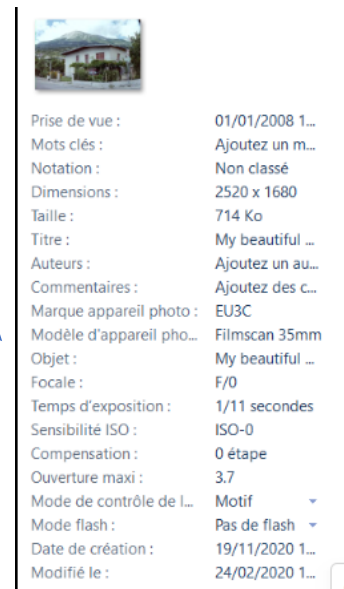 Prise de vue : 01/01/2008 1...
Mots clés : Ajoutez un m...
Notation : Non classé
Dimensions : 2520 x 1680
Taille : 714 Ko
Titre : My beautiful ...
Auteurs : Ajoutez un au...
Commentaires : Ajoutez des c...
Marque appareil photo : EU3C
Modèle d'appareil pho... Filmscan 35mm
Objet : My beautiful ...
Focale : F/0
Temps d'exposition : 1/11 secondes
Sensibilité ISO : ISO-0
Compensation : 0 étape
Ouverture maxi : 3.7
Mode de contrôle de l... Motif
Mode flash : Pas de flash
Date de création : 19/11/2020 1...
Modifié le : 24/02/2020 1...